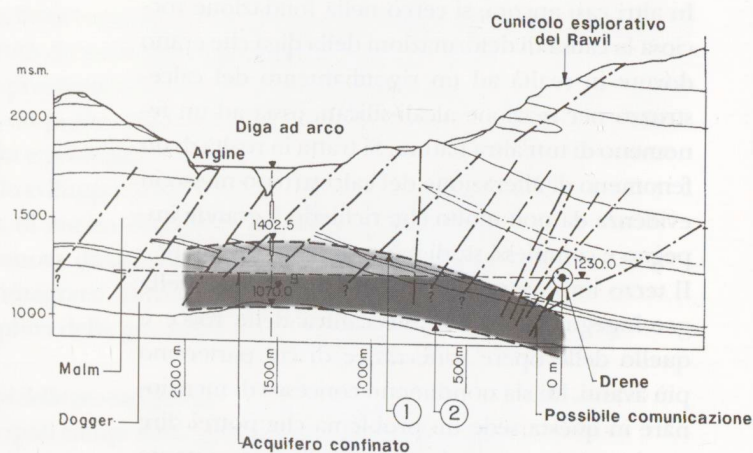 Cunicolo esplorativo
del Rawil
m s.m.
2000
Diga ad arco
Argine
1500
1402.5
1230.0
?
?
?
?
1070.0
1000
Malm
Dogger
2000 m
1500 m
1000 m
500 m
0 m
Drene
1
2
Possibile comunicazione
Acquifero confinato